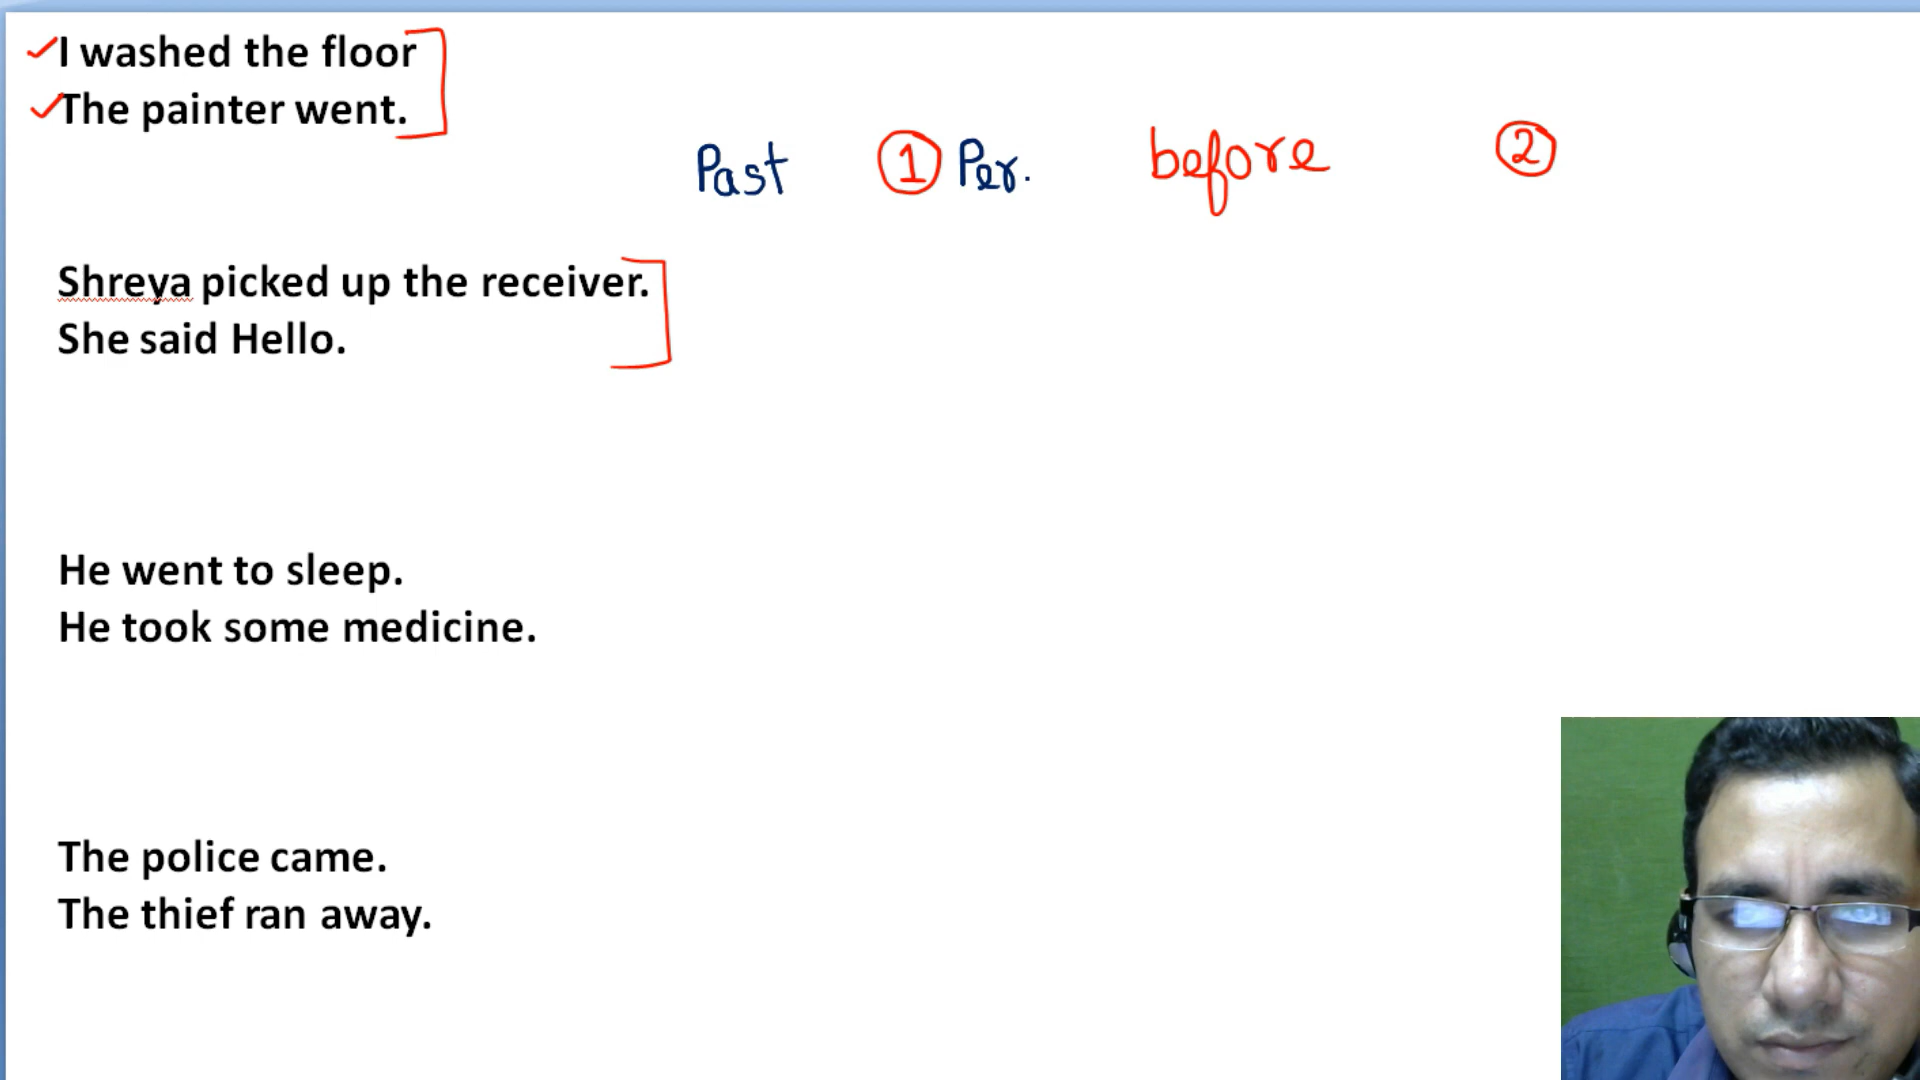 I washed the floor
The painter went.
Past ① Per. before ②
Shreya picked up the receiver.
She said Hello.
He went to sleep.
He took some medicine.
The police came.
The thief ran away.